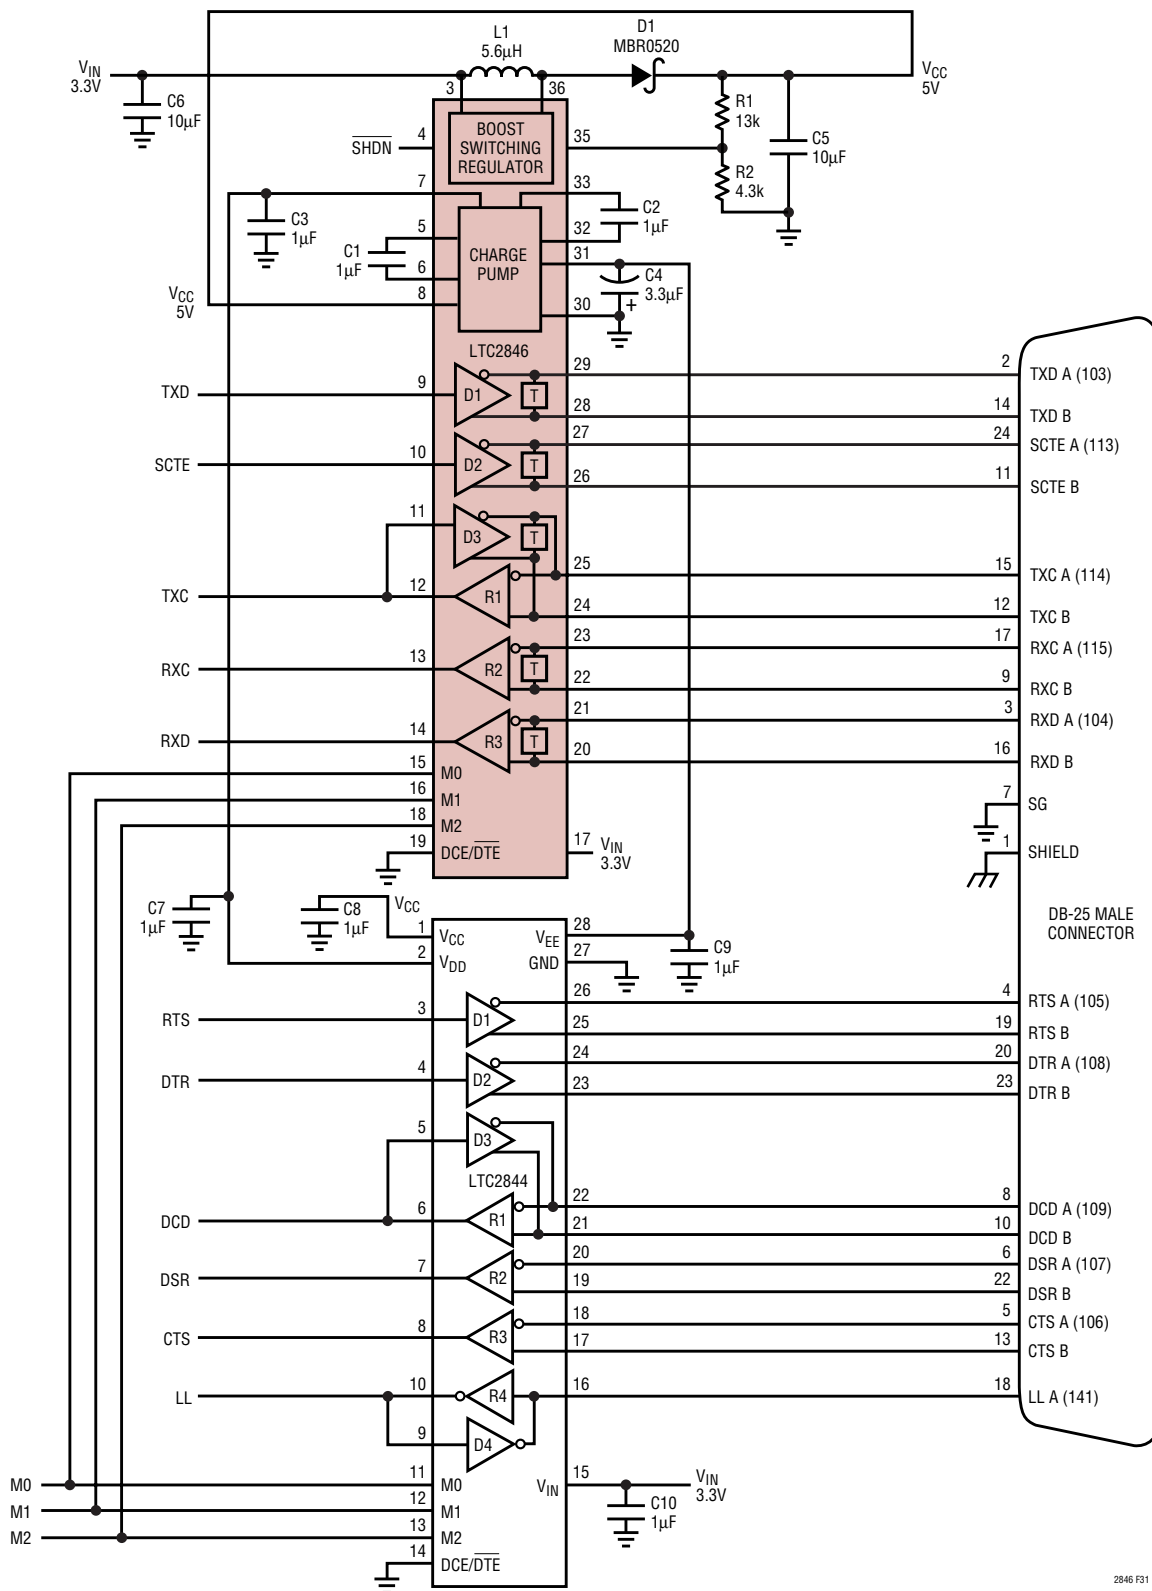 L1
5.6µH
D1
MBR0520
VIN
3.3V
3
36
VCC
5V
C6
10µF
R1
13k
C5
10µF
R2
4.3k
SHDN
4
BOOST
SWITCHING
REGULATOR
35
7
33
C3
1µF
C2
1µF
5
32
C1
1µF
CHARGE
PUMP
31
6
C4
3.3µF
+
VCC
5V
8
30
LTC2846
TXD
9
D1
T
29
2
TXD A (103)
28
14
TXD B
SCTE
10
D2
T
27
24
SCTE A (113)
26
11
SCTE B
11
D3
T
25
15
TXC A (114)
TXC
12
R1
24
12
TXC B
RXC
13
R2
T
23
17
RXC A (115)
22
9
RXC B
RXD
14
R3
T
21
3
RXD A (104)
20
16
RXD B
15
M0
16
M1
18
M2
19
DCE/DTE
17
VIN
3.3V
7
SG
1
SHIELD
DB-25 MALE
CONNECTOR
C7
1µF
C8
1µF
VCC
1
VCC
2
VDD
VEE
28
GND
27
C9
1µF
RTS
3
D1
26
4
RTS A (105)
25
19
RTS B
DTR
4
D2
24
20
DTR A (108)
23
23
DTR B
5
D3
LTC2844
DCD
6
R1
22
8
DCD A (109)
21
10
DCD B
DSR
7
R2
20
6
DSR A (107)
19
22
DSR B
CTS
8
R3
18
5
CTS A (106)
17
13
CTS B
LL
10
R4
16
18
LL A (141)
9
D4
M0
11
M0
M1
12
M1
M2
13
M2
14
DCE/DTE
VIN
15
VIN
3.3V
C10
1µF
2846 F31